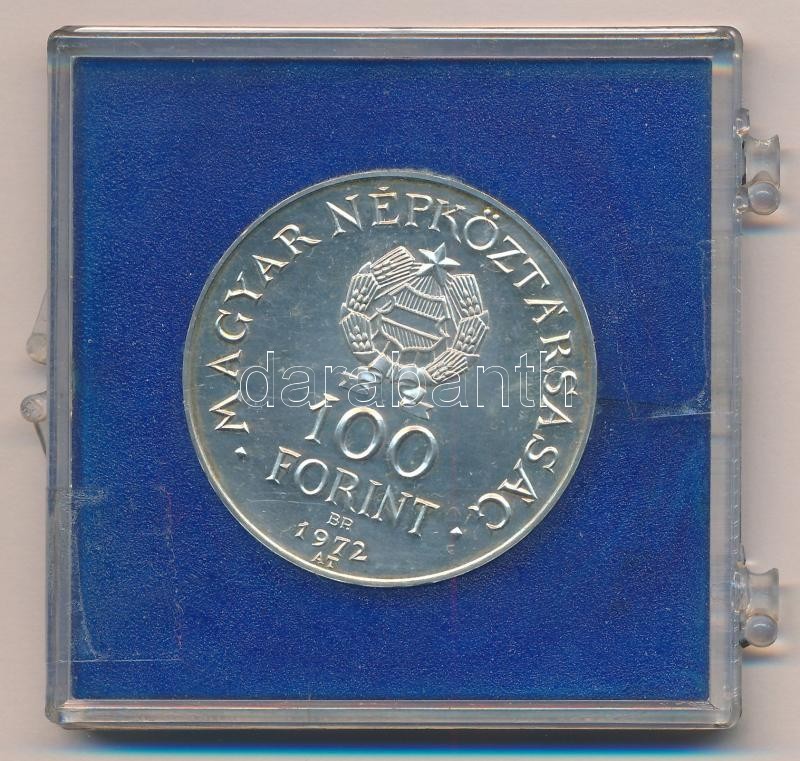 • MAGYAR NÉPKÖZTÁRSASÁG •
darabanth
100
FORINT
BP.
1972
AT